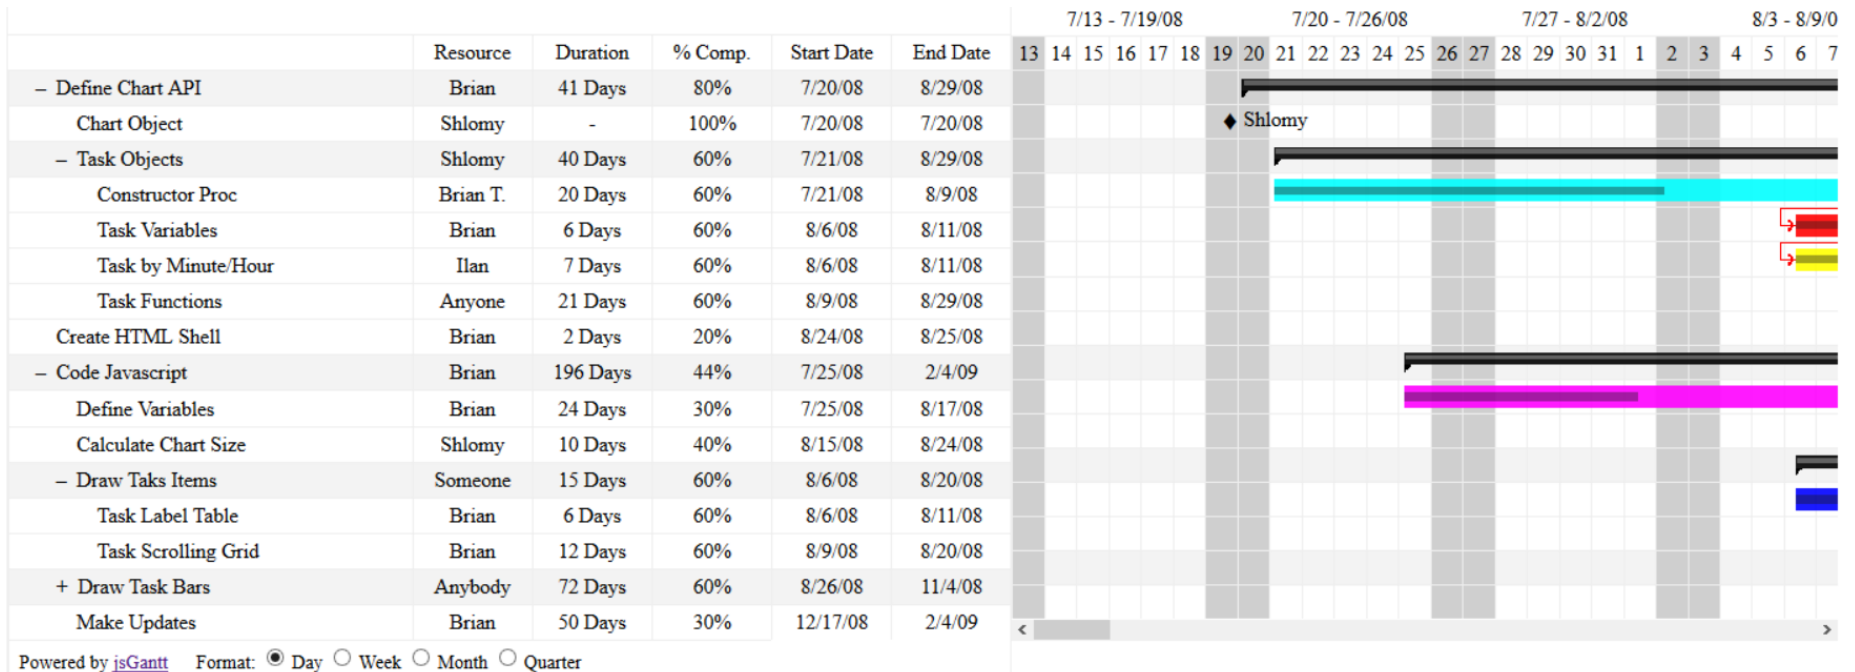 7/13 - 7/19/08 7/20 - 7/26/08 7/27 - 8/2/08 8/3 - 8/9/0
Resource Duration % Comp. Start Date End Date 13 14 15 16 17 18 19 20 21 22 23 24 25 26 27 28 29 30 31 1 2 3 4 5 6 7
– Define Chart API Brian 41 Days 80% 7/20/08 8/29/08
Chart Object Shlomy - 100% 7/20/08 7/20/08 Shlomy
– Task Objects Shlomy 40 Days 60% 7/21/08 8/29/08
Constructor Proc Brian T. 20 Days 60% 7/21/08 8/9/08
Task Variables Brian 6 Days 60% 8/6/08 8/11/08
Task by Minute/Hour Ilan 7 Days 60% 8/6/08 8/11/08
Task Functions Anyone 21 Days 60% 8/9/08 8/29/08
Create HTML Shell Brian 2 Days 20% 8/24/08 8/25/08
– Code Javascript Brian 196 Days 44% 7/25/08 2/4/09
Define Variables Brian 24 Days 30% 7/25/08 8/17/08
Calculate Chart Size Shlomy 10 Days 40% 8/15/08 8/24/08
– Draw Taks Items Someone 15 Days 60% 8/6/08 8/20/08
Task Label Table Brian 6 Days 60% 8/6/08 8/11/08
Task Scrolling Grid Brian 12 Days 60% 8/9/08 8/20/08
+ Draw Task Bars Anybody 72 Days 60% 8/26/08 11/4/08
Make Updates Brian 50 Days 30% 12/17/08 2/4/09
Powered by jsGantt Format: Day Week Month Quarter